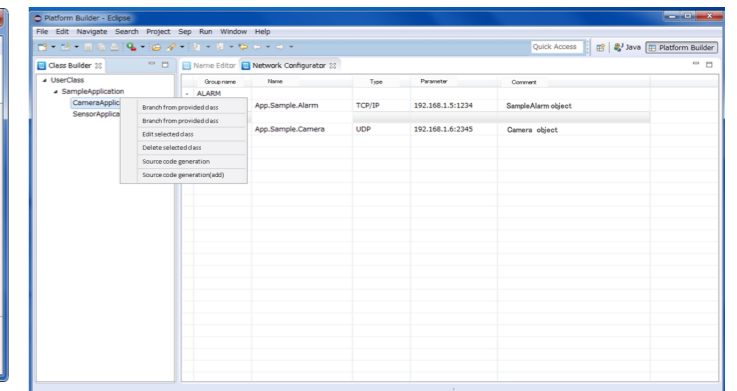 Platform Builder - Eclipse
File Edit Navigate Search Project Sep Run Window Help
Quick Access Java Platform Builder
Class Builder
UserClass
SampleApplication
CameraApplic
SensorApplica
Branch from provided class
Branch from provided class
Edit selected class
Delete selected class
Source code generation
Source code generation(add)
Name Editor Network Configurator
Group name Name Type Parameter Comment
- ALARM
App.Sample.Alarm TCP/IP 192.168.1.5:1234 SampleAlarm object
App.Sample.Camera UDP 192.168.1.6:2345 Camera object